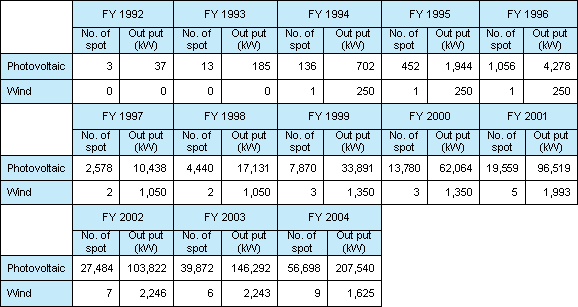 FY 1992 FY 1993 FY 1994 FY 1995 FY 1996
No. of spot Out put (kW) No. of spot Out put (kW) No. of spot Out put (kW) No. of spot Out put (kW) No. of spot Out put (kW)
Photovoltaic 3 37 13 185 136 702 452 1,944 1,056 4,278
Wind 0 0 0 0 1 250 1 250 1 250
FY 1997 FY 1998 FY 1999 FY 2000 FY 2001
No. of spot Out put (kW) No. of spot Out put (kW) No. of spot Out put (kW) No. of spot Out put (kW) No. of spot Out put (kW)
Photovoltaic 2,578 10,438 4,440 17,131 7,870 33,891 13,780 62,064 19,559 96,519
Wind 2 1,050 2 1,050 3 1,350 3 1,350 5 1,993
FY 2002 FY 2003 FY 2004
No. of spot Out put (kW) No. of spot Out put (kW) No. of spot Out put (kW)
Photovoltaic 27,484 103,822 39,872 146,292 56,698 207,540
Wind 7 2,246 6 2,243 9 1,625